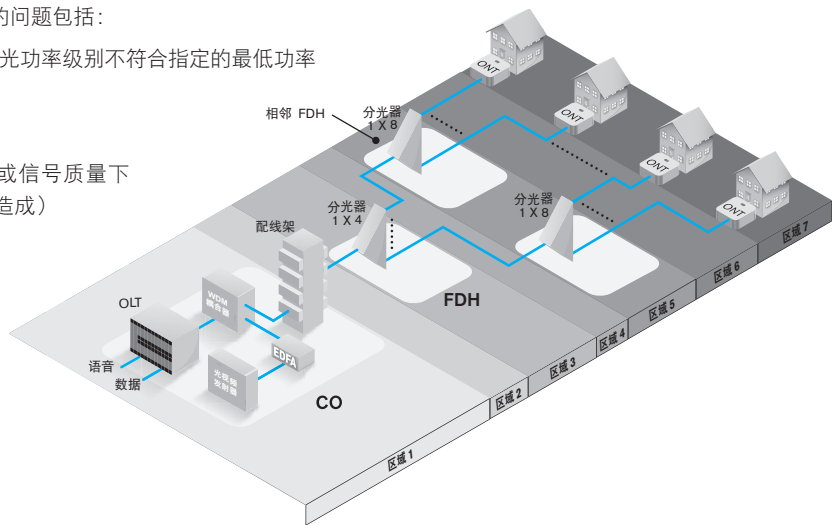 的问题包括：
光功率级别不符合指定的最低功率
或信号质量下
造成）
ONT
ONT
ONT
ONT
相邻 FDH
分光器
1 X 8
分光器
1 X 8
分光器
1 X 4
配线架
FDH
OLT
WDM
耦合器
EDFA
光视频
发射器
语音
数据
CO
区域 1
区域 2
区域 3
区域 4
区域 5
区域 6
区域 7